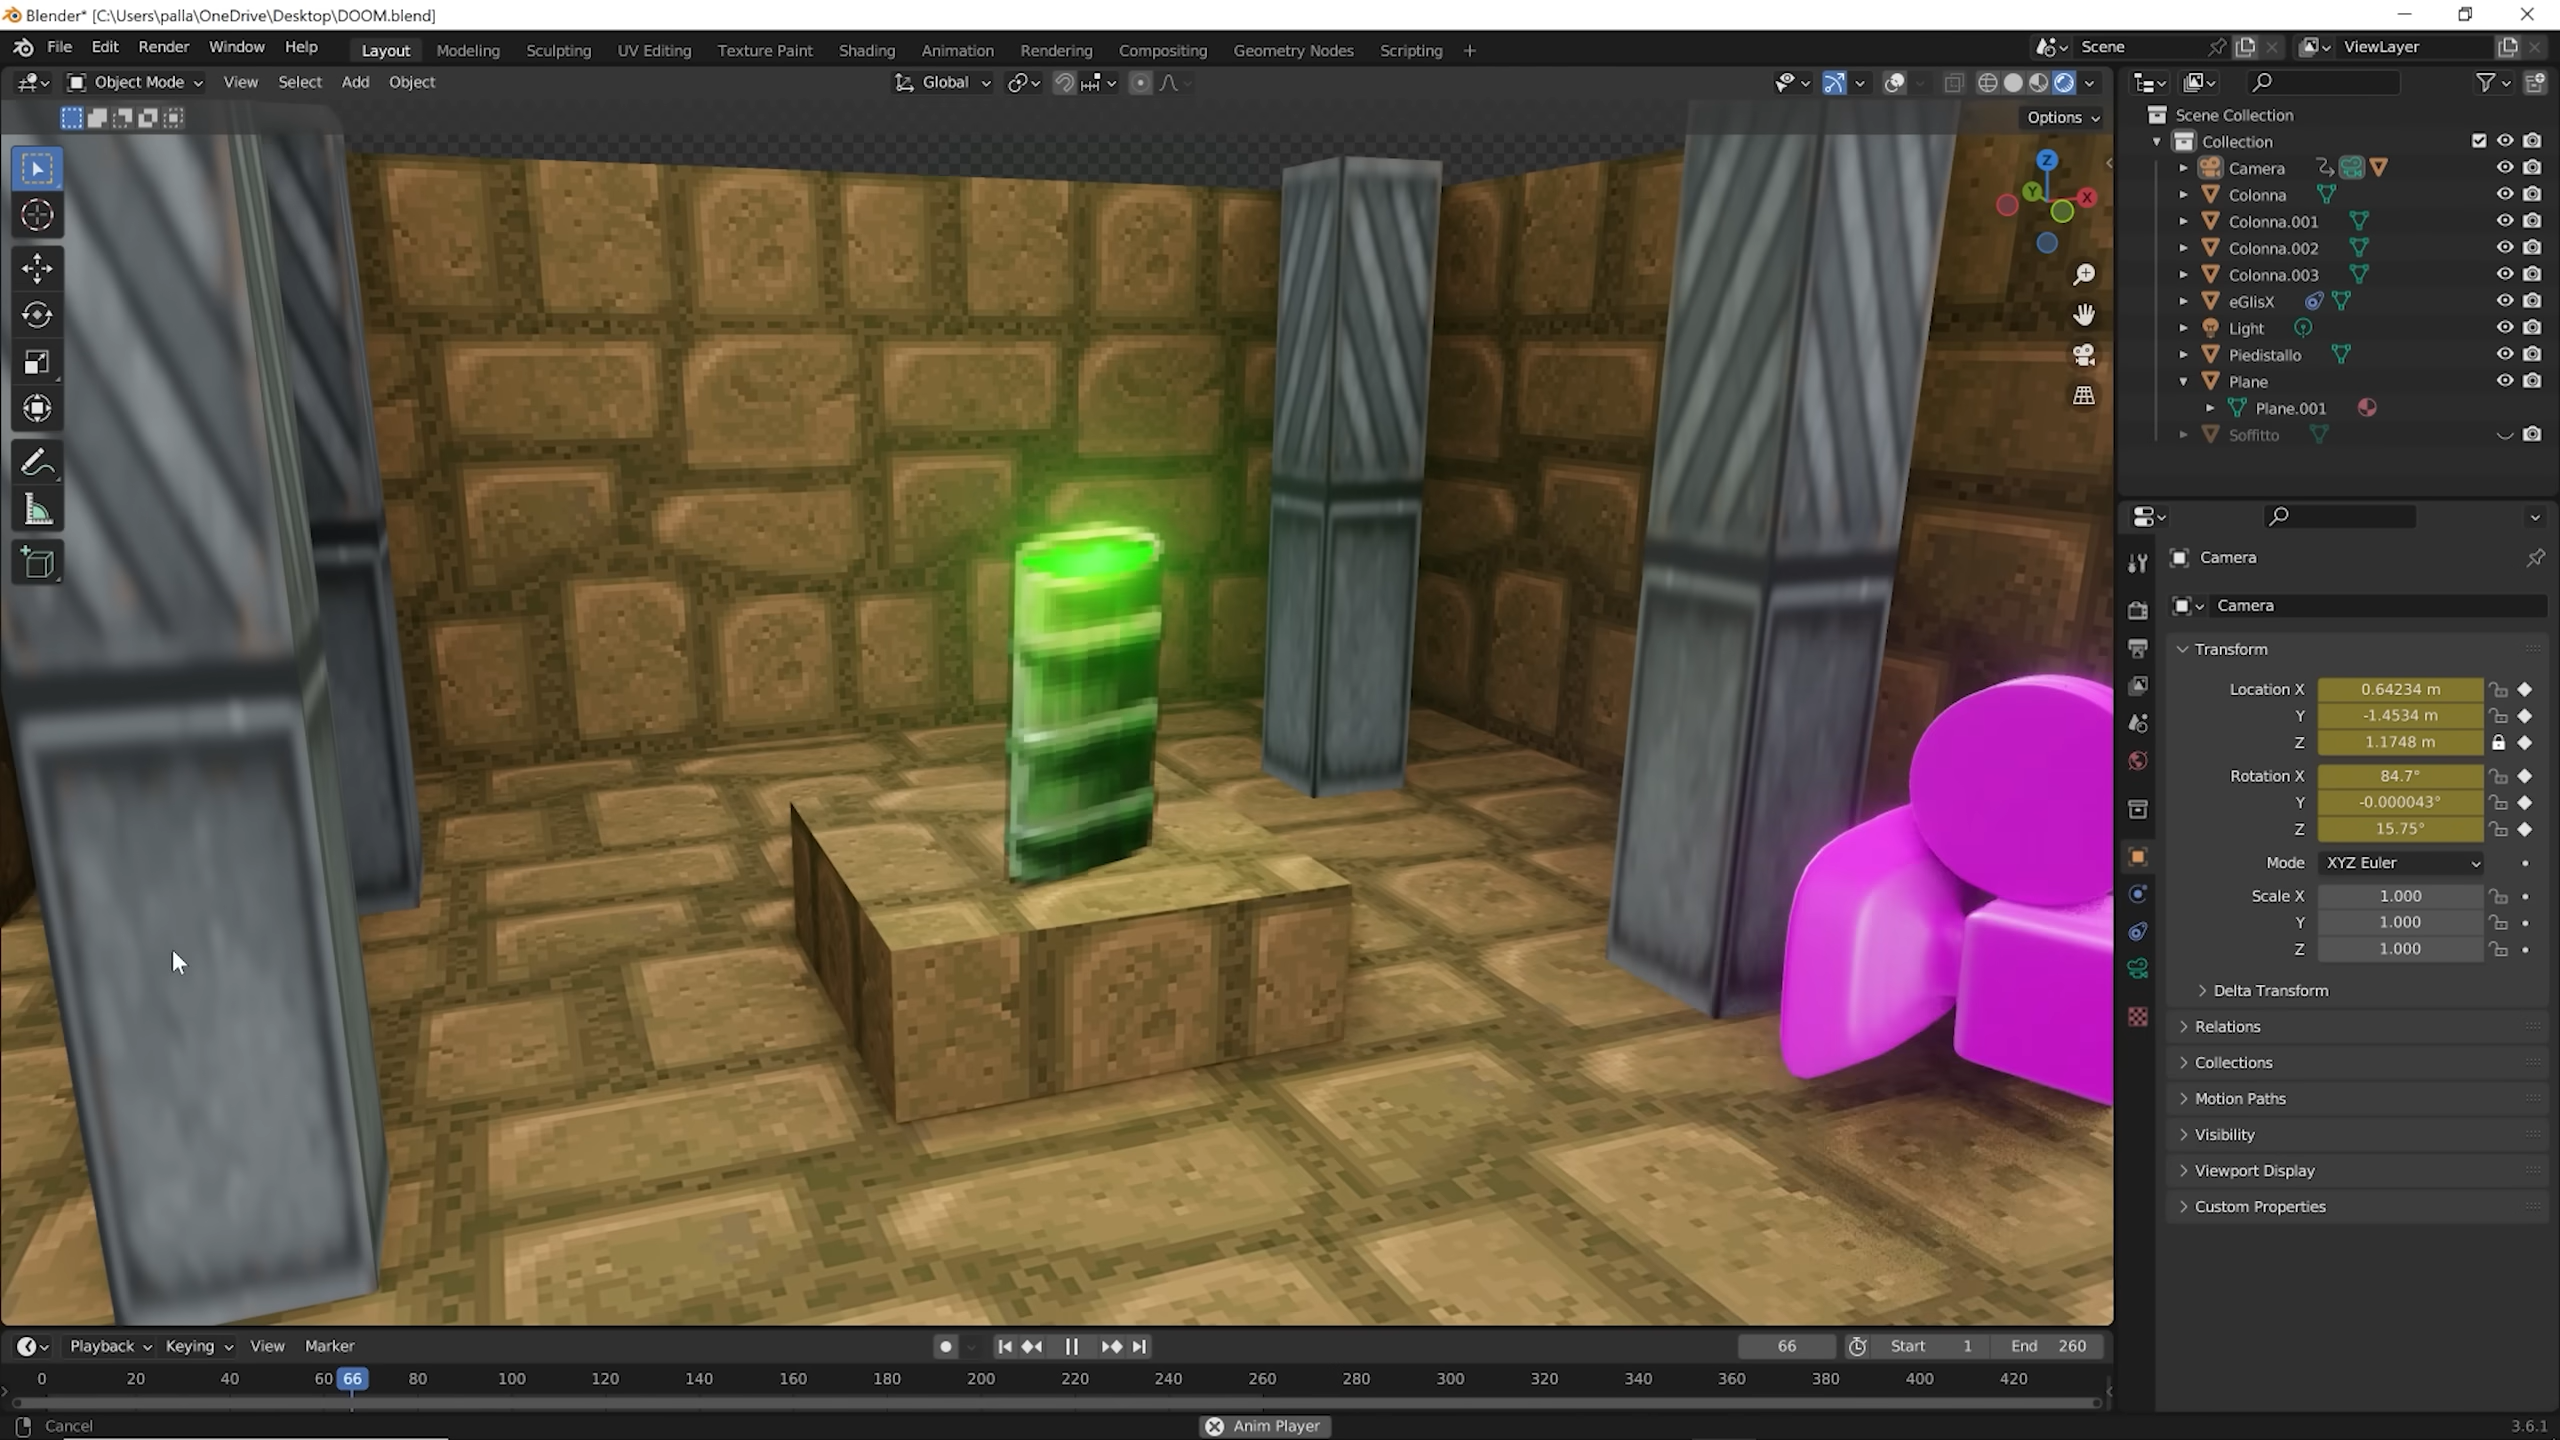 Blender* [C:\Users\palla\OneDrive\Desktop\DOOM.blend]
File Edit Render Window Help Layout Modeling Sculpting UV Editing Texture Paint Shading Animation Rendering Compositing Geometry Nodes Scripting + Scene ViewLayer
Object Mode View Select Add Object Global
Options
Z
Y
X
Scene Collection
Collection
Camera
Colonna
Colonna.001
Colonna.002
Colonna.003
eGlisX
Light
Piedistallo
Plane
Plane.001
Soffitto
Camera
Camera
Transform
Location X 0.64234 m
Y -1.4534 m
Z 1.1748 m
Rotation X 84.7°
Y -0.000043°
Z 15.75°
Mode XYZ Euler
Scale X 1.000
Y 1.000
Z 1.000
Delta Transform
Relations
Collections
Motion Paths
Visibility
Viewport Display
Custom Properties
Playback Keying View Marker 66 Start 1 End 260
0 20 40 60 66 80 100 120 140 160 180 200 220 240 260 280 300 320 340 360 380 400 420
Cancel Anim Player 3.6.1